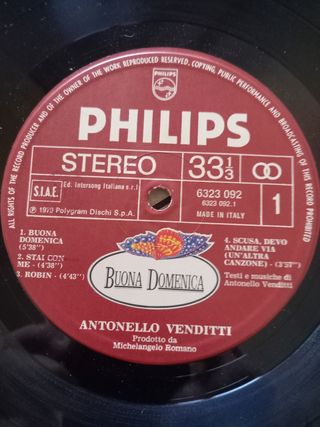 ALL RIGHTS OF THE RECORD PRODUCER AND OF THE OWNER OF THE WORK REPRODUCED RESERVED. COPYING, PUBLIC PERFORMANCE AND BROADCASTING OF THIS RECORD PROHIBITED
PHILIPS
PHILIPS
STEREO
33 1/3
S.I.A.E.
Ed. Intersong Italiana s.r.l
℗ 1979 Polygram Dischi S.p.A.
6323 092
6323 092.1
MADE IN ITALY
1
1. BUONA
DOMENICA
(5'38")
2. STAI CON
ME - (4'38")
3. ROBIN - (4'43")
4. SCUSA, DEVO
ANDARE VIA
(UN'ALTRA
CANZONE) - (3'57")
Testi e musiche di
Antonello Venditti
BUONA DOMENICA
ANTONELLO VENDITTI
Prodotto da
Michelangelo Romano